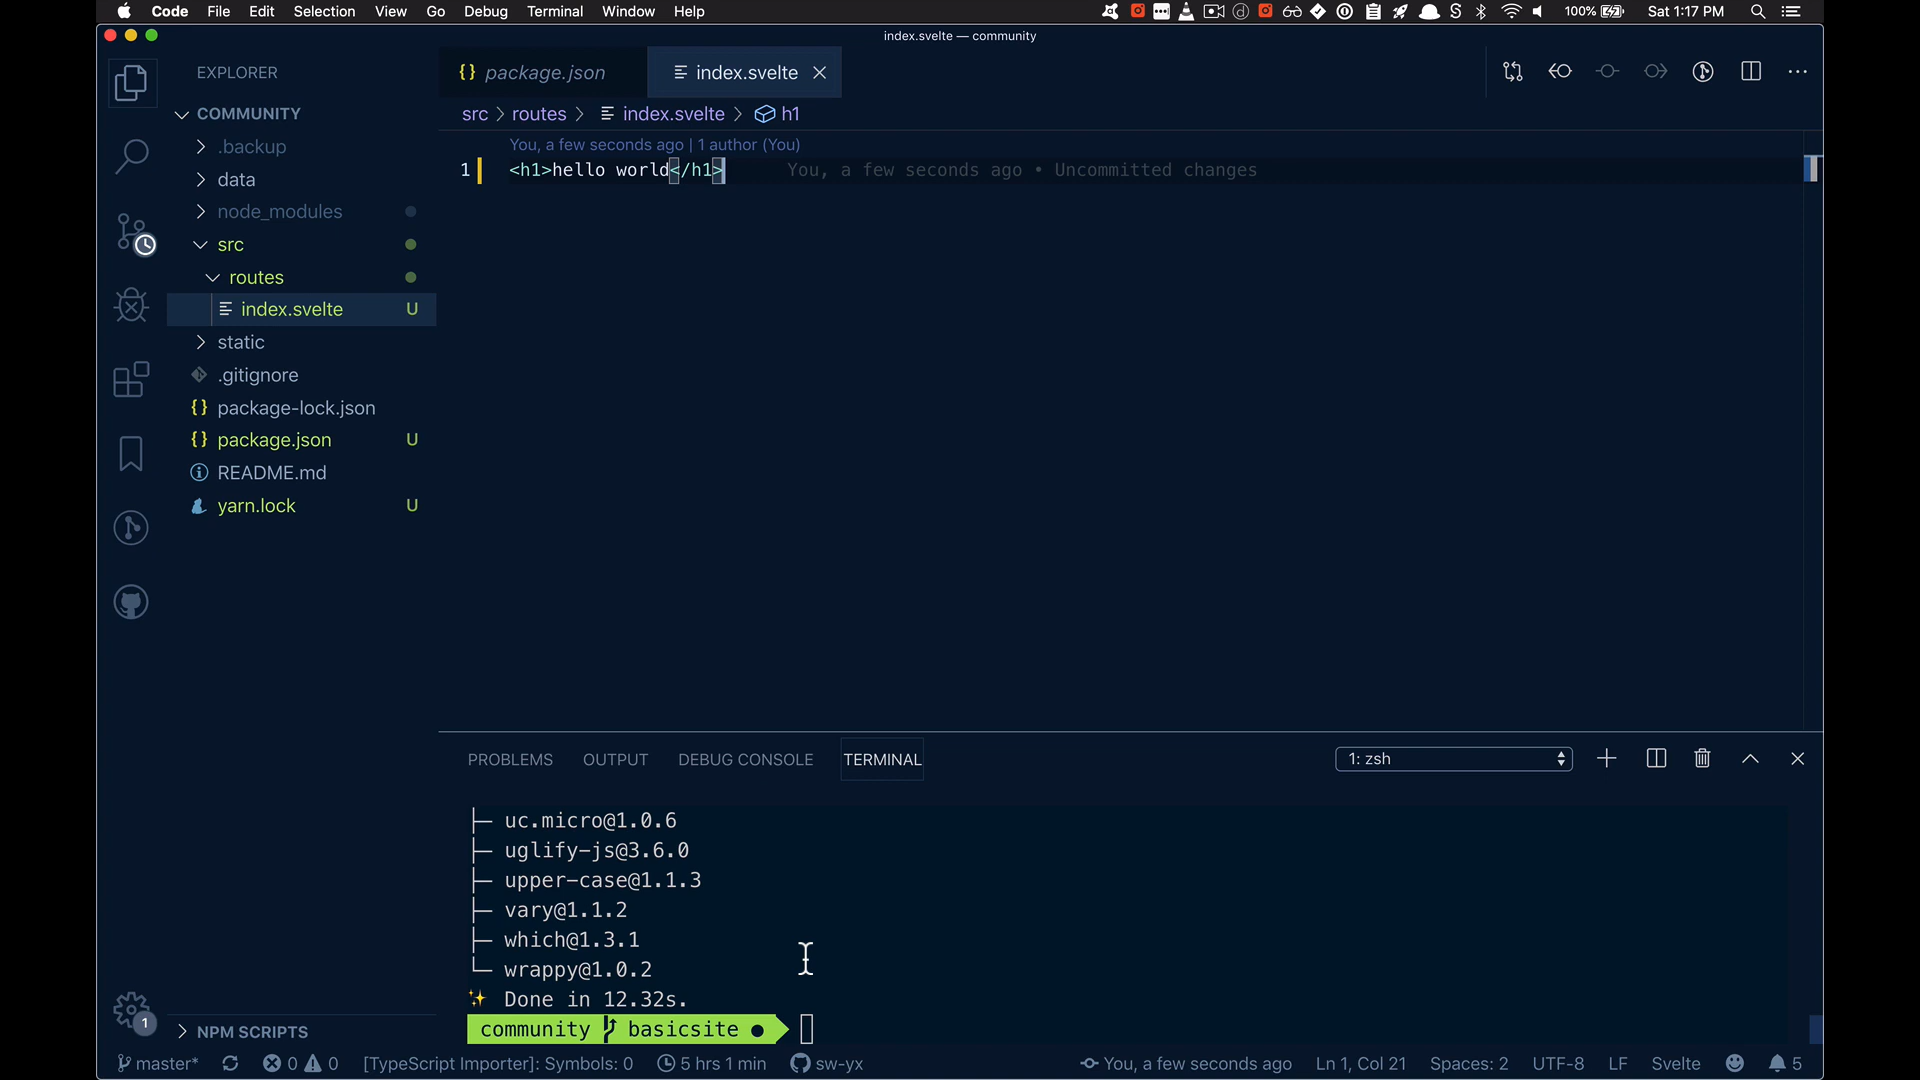 Code File Edit Selection View Go Debug Terminal Window Help 100% Sat 1:17 PM
index.svelte — community
EXPLORER
COMMUNITY
.backup
data
node_modules
src
routes
index.svelte U
static
.gitignore
package-lock.json
package.json U
README.md
yarn.lock U
NPM SCRIPTS
1
{} package.json
index.svelte
src > routes > index.svelte > h1
You, a few seconds ago | 1 author (You)
1 <h1>hello world</h1> You, a few seconds ago • Uncommitted changes
PROBLEMS OUTPUT DEBUG CONSOLE TERMINAL 1: zsh
├─ uc.micro@1.0.6
├─ uglify-js@3.6.0
├─ upper-case@1.1.3
├─ vary@1.1.2
├─ which@1.3.1
└─ wrappy@1.0.2
✨ Done in 12.32s.
community basicsite ●
master* 0 0 [TypeScript Importer]: Symbols: 0 5 hrs 1 min sw-yx You, a few seconds ago Ln 1, Col 21 Spaces: 2 UTF-8 LF Svelte 5